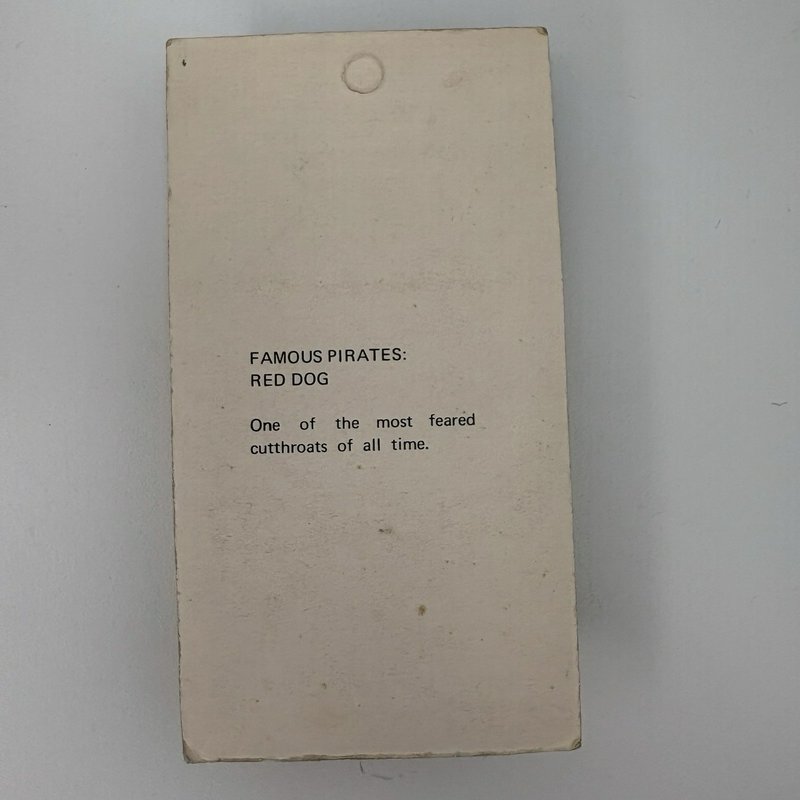 FAMOUS PIRATES:
RED DOG
One of the most feared
cutthroats of all time.